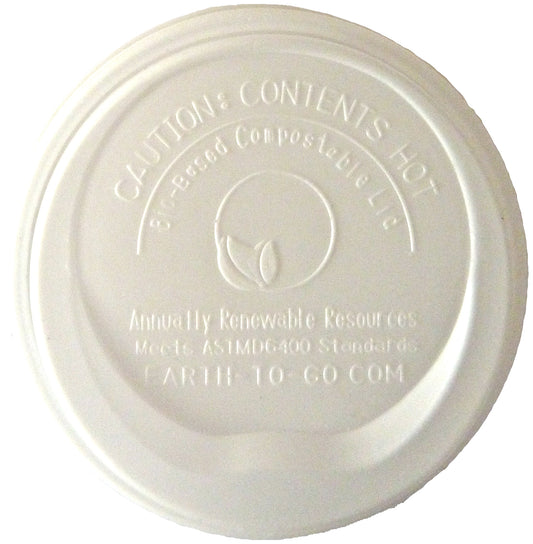 CAUTION: CONTENTS HOT
Bio-Based Compostable Lid
Annually Renewable Resources
Meets ASTMD6400 Standards
EARTH-TO-GO COM